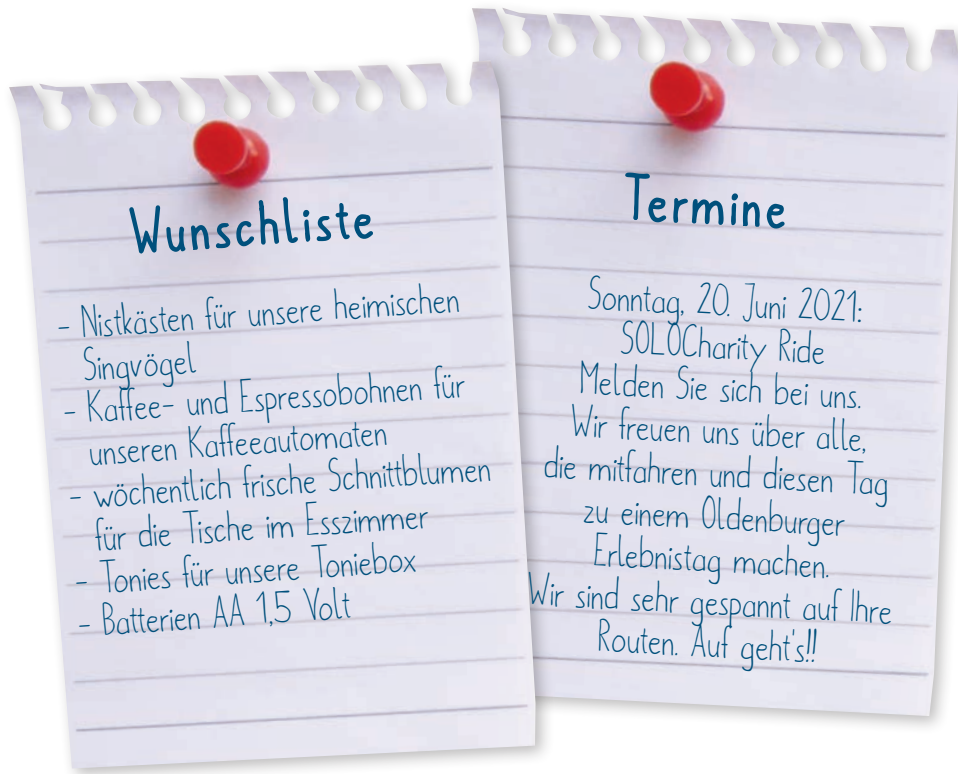 Wunschliste
- Nistkästen für unsere heimischen
Singvögel
- Kaffee- und Espressobohnen für
unseren Kaffeeautomaten
- wöchentlich frische Schnittblumen
für die Tische im Esszimmer
- Tonies für unsere Toniebox
- Batterien AA 1,5 Volt
Termine
Sonntag, 20. Juni 2021:
SOLOCharity Ride
Melden Sie sich bei uns.
Wir freuen uns über alle,
die mitfahren und diesen Tag
zu einem Oldenburger
Erlebnistag machen.
Wir sind sehr gespannt auf Ihre
Routen. Auf geht's!!